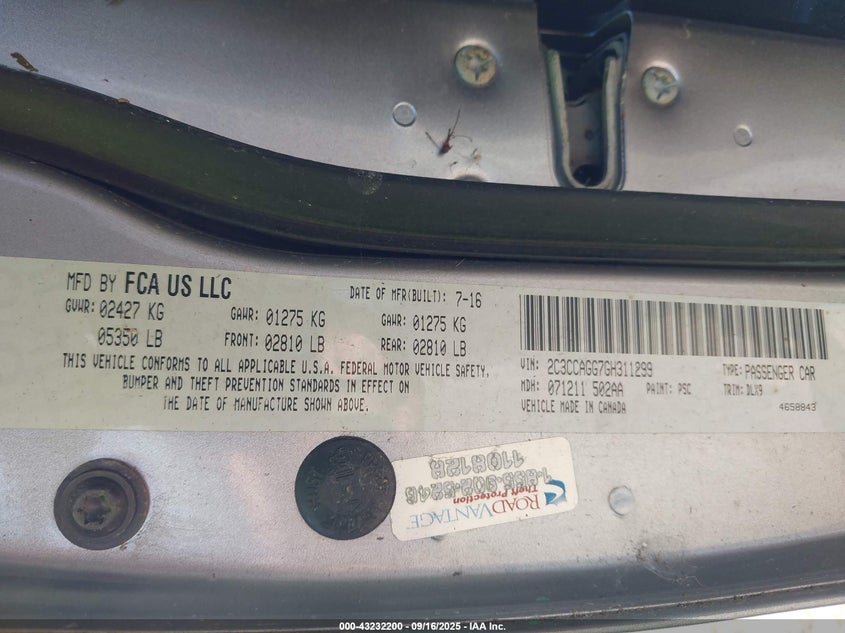 MFD BY FCA US LLC
DATE OF MFR(BUILT): 7-16
GVWR: 02427 KG
GAWR: 01275 KG
GAWR: 01275 KG
05350 LB
FRONT: 02810 LB
REAR: 02810 LB
THIS VEHICLE CONFORMS TO ALL APPLICABLE U.S.A. FEDERAL MOTOR VEHICLE SAFETY,
BUMPER AND THEFT PREVENTION STANDARDS IN EFFECT ON
THE DATE OF MANUFACTURE SHOWN ABOVE.
VIN: 2C3CCAGG7GH311299
TYPE: PASSENGER CAR
MDH: 071211 502AA
PAINT: PSC
TRIM: DLX9
VEHICLE MADE IN CANADA
4658843
ROADVANTAGE
Theft Protection
1-866-902-5246
1108128
000-43232200 - 09/16/2025 - IAA Inc.